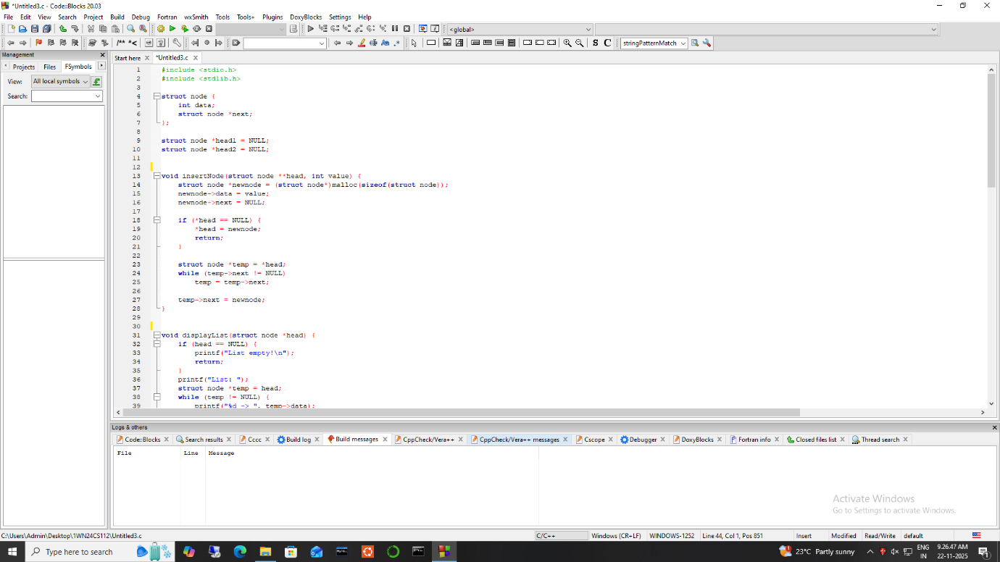 *Untitled3.c - Code::Blocks 20.03
File Edit View Search Project Build Debug Fortran wxSmith Tools Tools+ Plugins DoxyBlocks Settings Help
<global>
/** *<
.*
S C
stringPatternMatch
Management
Projects Files FSymbols
View: All local symbols
Search:
Start here *Untitled3.c
1 #include <stdio.h>
2 #include <stdlib.h>
3
4 struct node {
5 int data;
6 struct node *next;
7 };
8
9 struct node *head1 = NULL;
10 struct node *head2 = NULL;
11
12
13 void insertNode(struct node **head, int value) {
14 struct node *newnode = (struct node*)malloc(sizeof(struct node));
15 newnode->data = value;
16 newnode->next = NULL;
17
18 if (*head == NULL) {
19 *head = newnode;
20 return;
21 }
22
23 struct node *temp = *head;
24 while (temp->next != NULL)
25 temp = temp->next;
26
27 temp->next = newnode;
28 }
29
30
31 void displayList(struct node *head) {
32 if (head == NULL) {
33 printf("List empty!\n");
34 return;
35 }
36 printf("List: ");
37 struct node *temp = head;
38 while (temp != NULL) {
39 printf("%d -> ", temp->data);
Logs & others
Code::Blocks Search results Cccc Build log Build messages CppCheck/Vera++ CppCheck/Vera++ messages Cscope Debugger DoxyBlocks Fortran info Closed files list Thread search
File Line Message
Activate Windows
Go to Settings to activate Windows.
C:\Users\Admin\Desktop\1WN24CS112\Untitled3.c C/C++ Windows (CR+LF) WINDOWS-1252 Line 44, Col 1, Pos 851 Insert Modified Read/Write default
Type here to search
23°C Partly sunny
ENG
IN
9.26.47 AM
22-11-2025
1